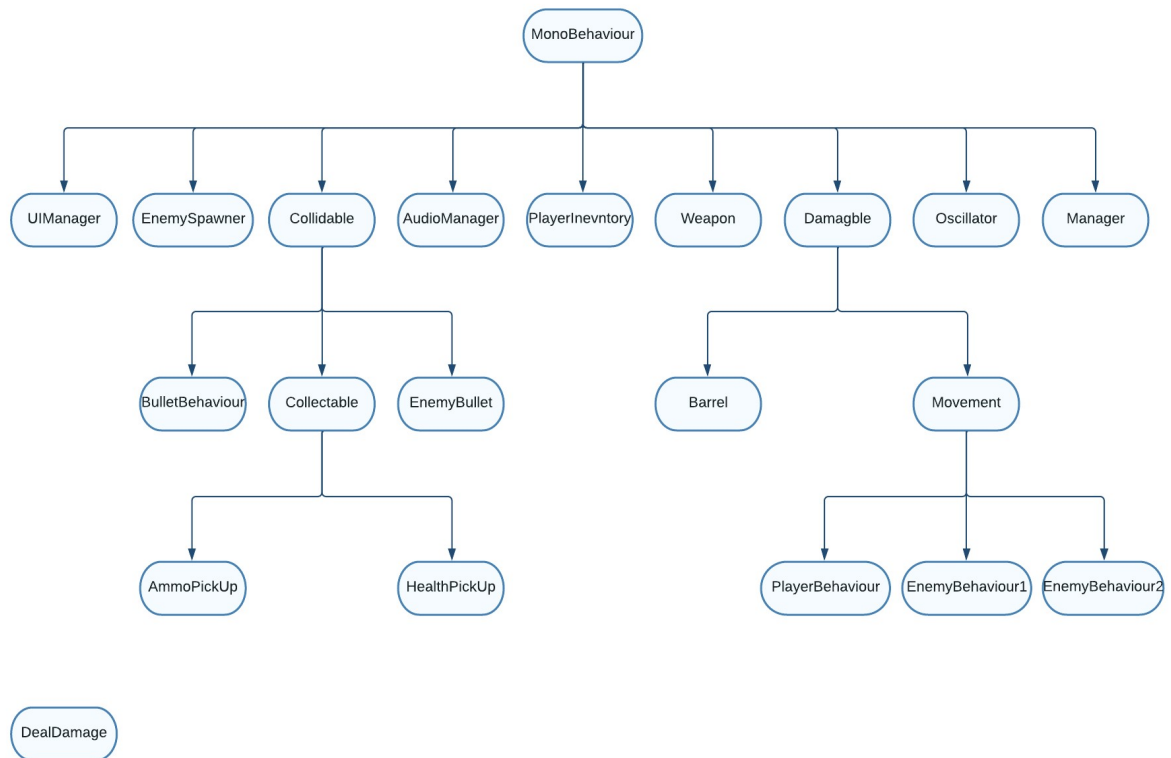 MonoBehaviour
UIManager
EnemySpawner
Collidable
AudioManager
PlayerInevntory
Weapon
Damagble
Oscillator
Manager
BulletBehaviour
Collectable
EnemyBullet
Barrel
Movement
AmmoPickUp
HealthPickUp
PlayerBehaviour
EnemyBehaviour1
EnemyBehaviour2
DealDamage